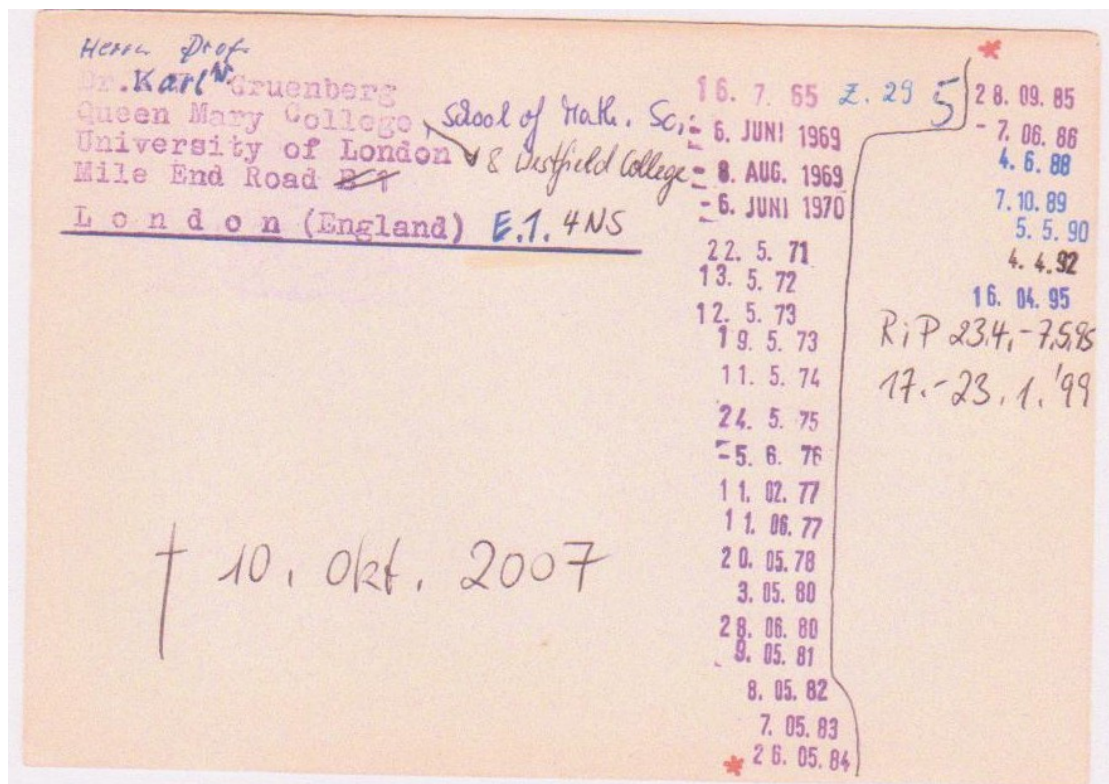 Herrn Prof.
Dr. Karl W. Gruenberg
Queen Mary College, School of Math. Sc.,
University of London & Westfield College
Mile End Road E 1
London (England) E.1. 4NS
† 10. Okt. 2007
16. 7. 65 Z. 29 5
- 6. JUNI 1969
- 8. AUG. 1969
- 6. JUNI 1970
22. 5. 71
13. 5. 72
12. 5. 73
19. 5. 73
11. 5. 74
24. 5. 75
-5. 6. 76
11. 02. 77
11. 06. 77
20. 05. 78
3. 05. 80
28. 06. 80
9. 05. 81
8. 05. 82
7. 05. 83
* 26. 05. 84
*
28. 09. 85
- 7. 06. 86
4. 6. 88
7. 10. 89
5. 5. 90
4. 4. 92
16. 04. 95
RiP 23.4.-7.5.95
17.-23.1.'99